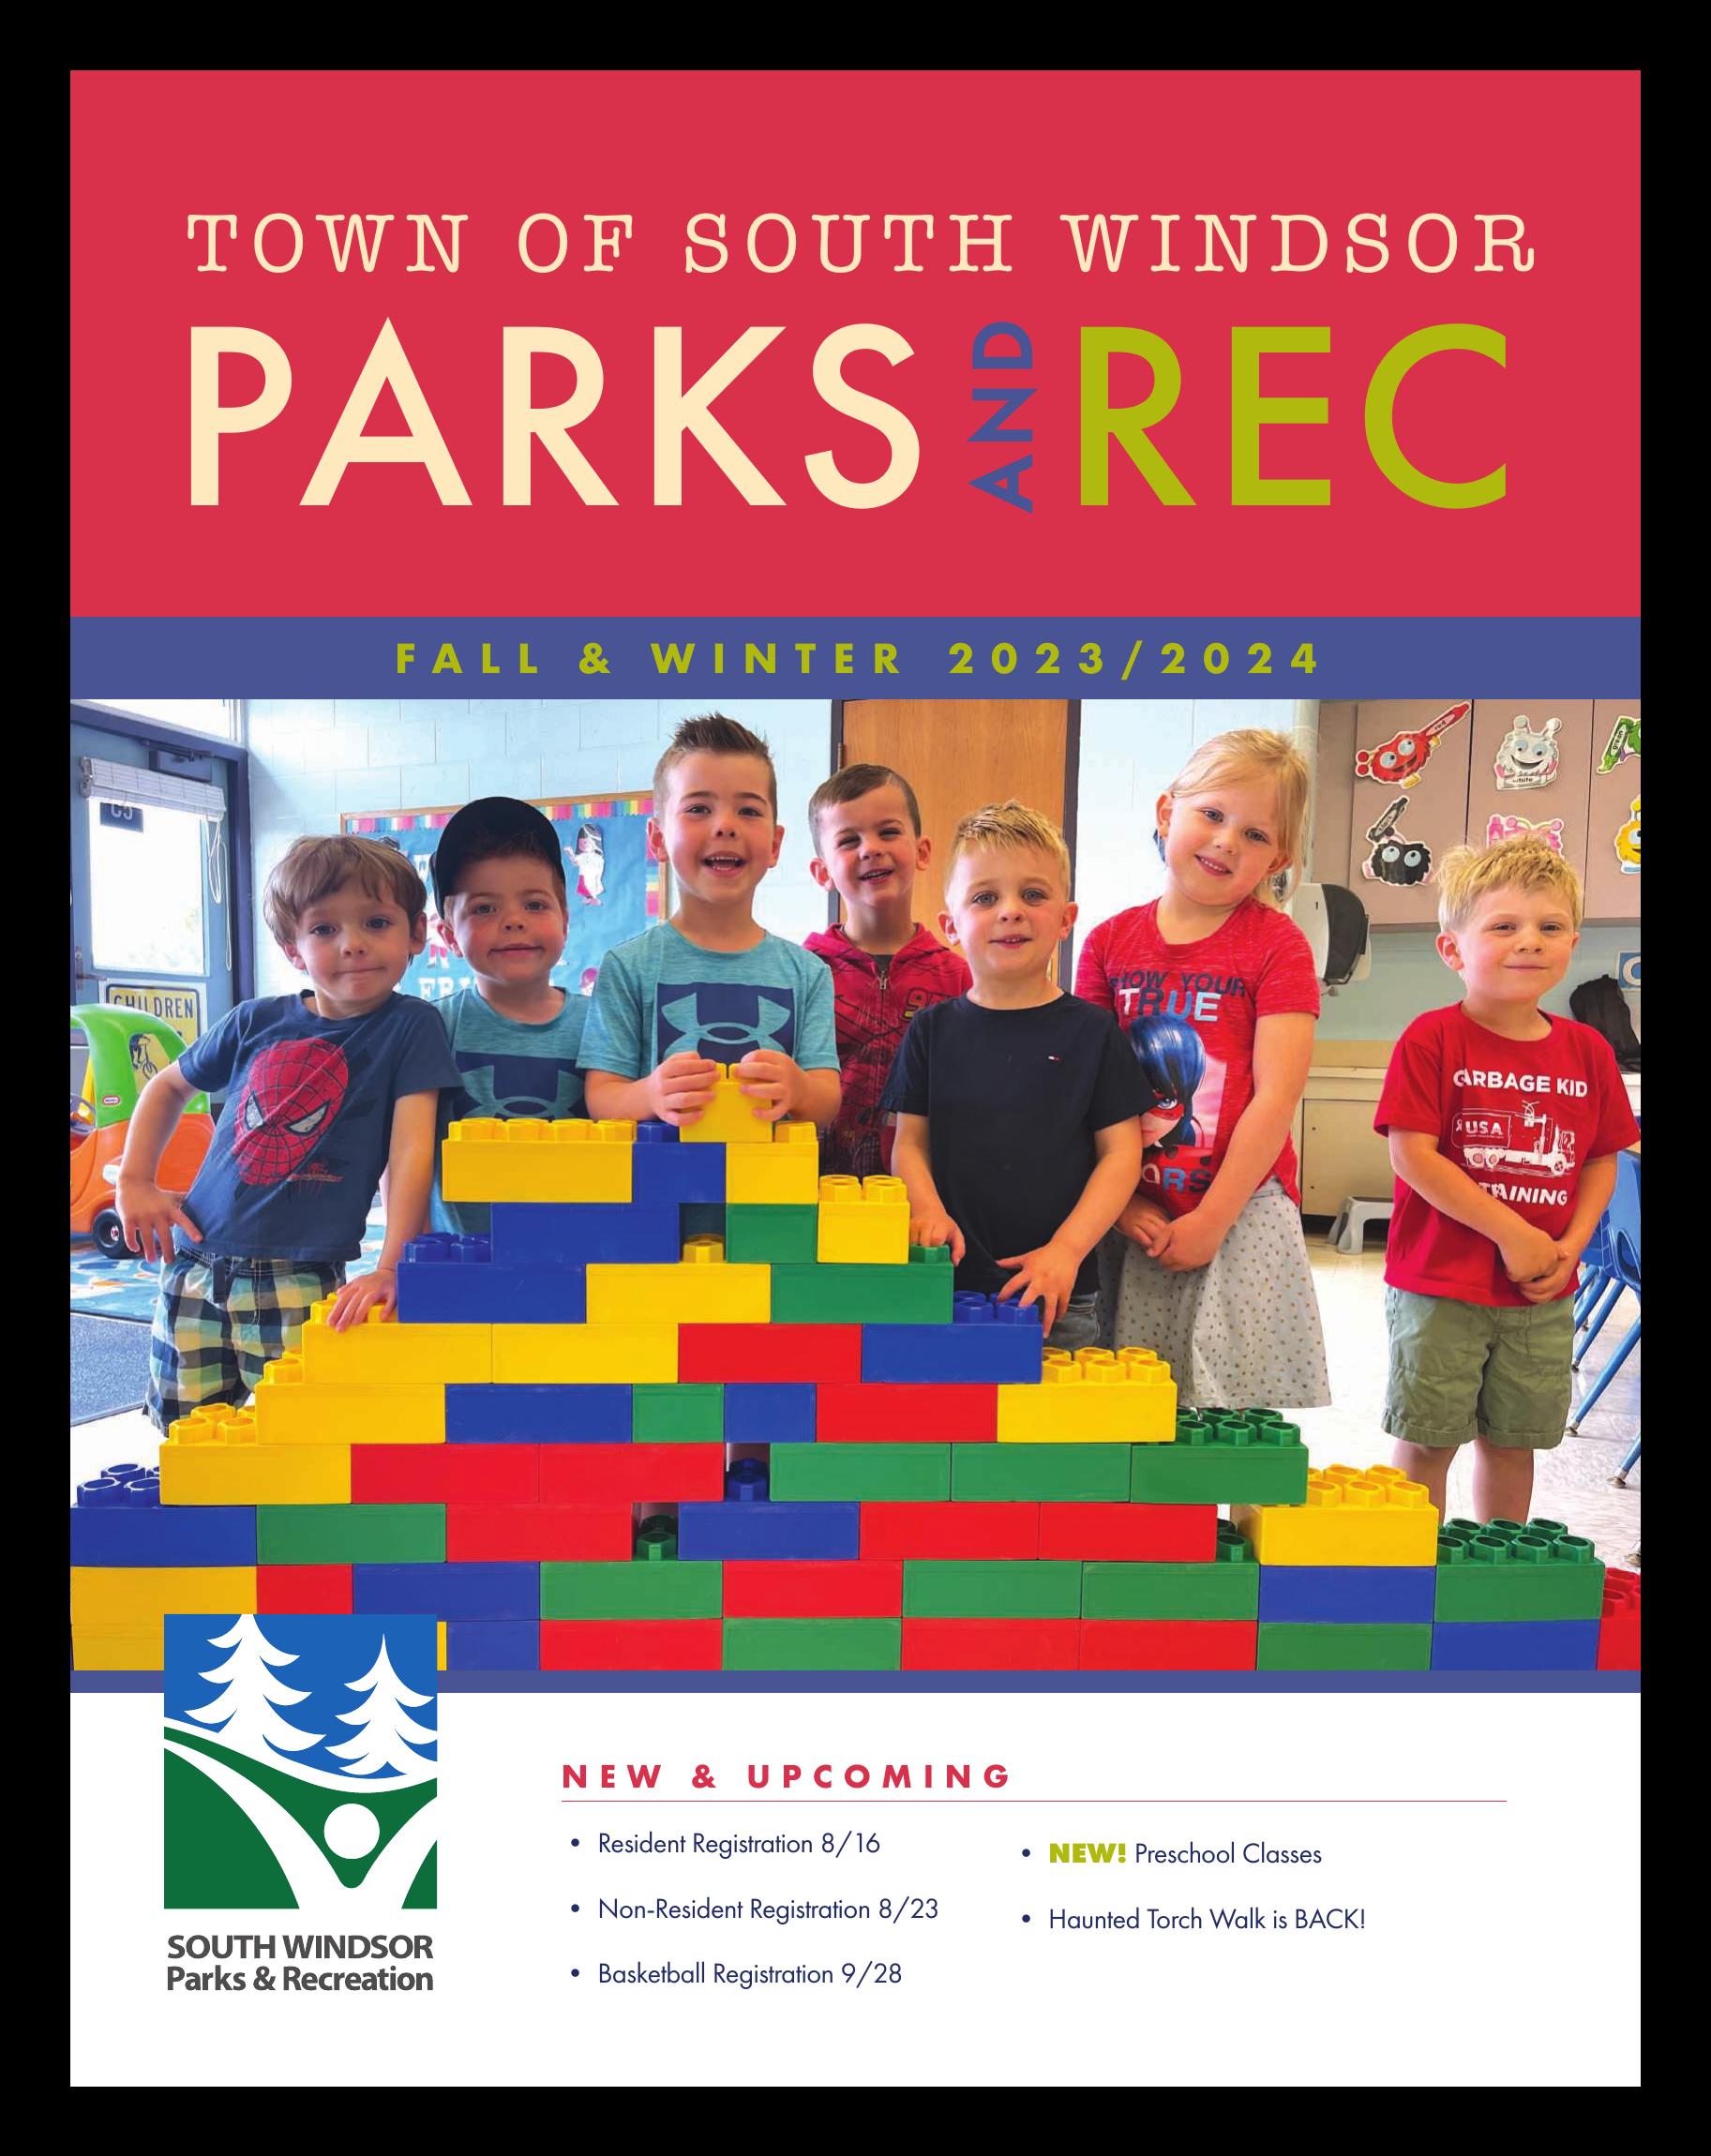 TOWN OF SOUTH WINDSOR
PARKS AND REC
FALL & WINTER 2023/2024
CHILDREN
TRUE
GARBAGE KID
USA
TRAINING
SOUTH WINDSOR
Parks & Recreation
NEW & UPCOMING
• Resident Registration 8/16
• Non-Resident Registration 8/23
• Basketball Registration 9/28
• NEW! Preschool Classes
• Haunted Torch Walk is BACK!